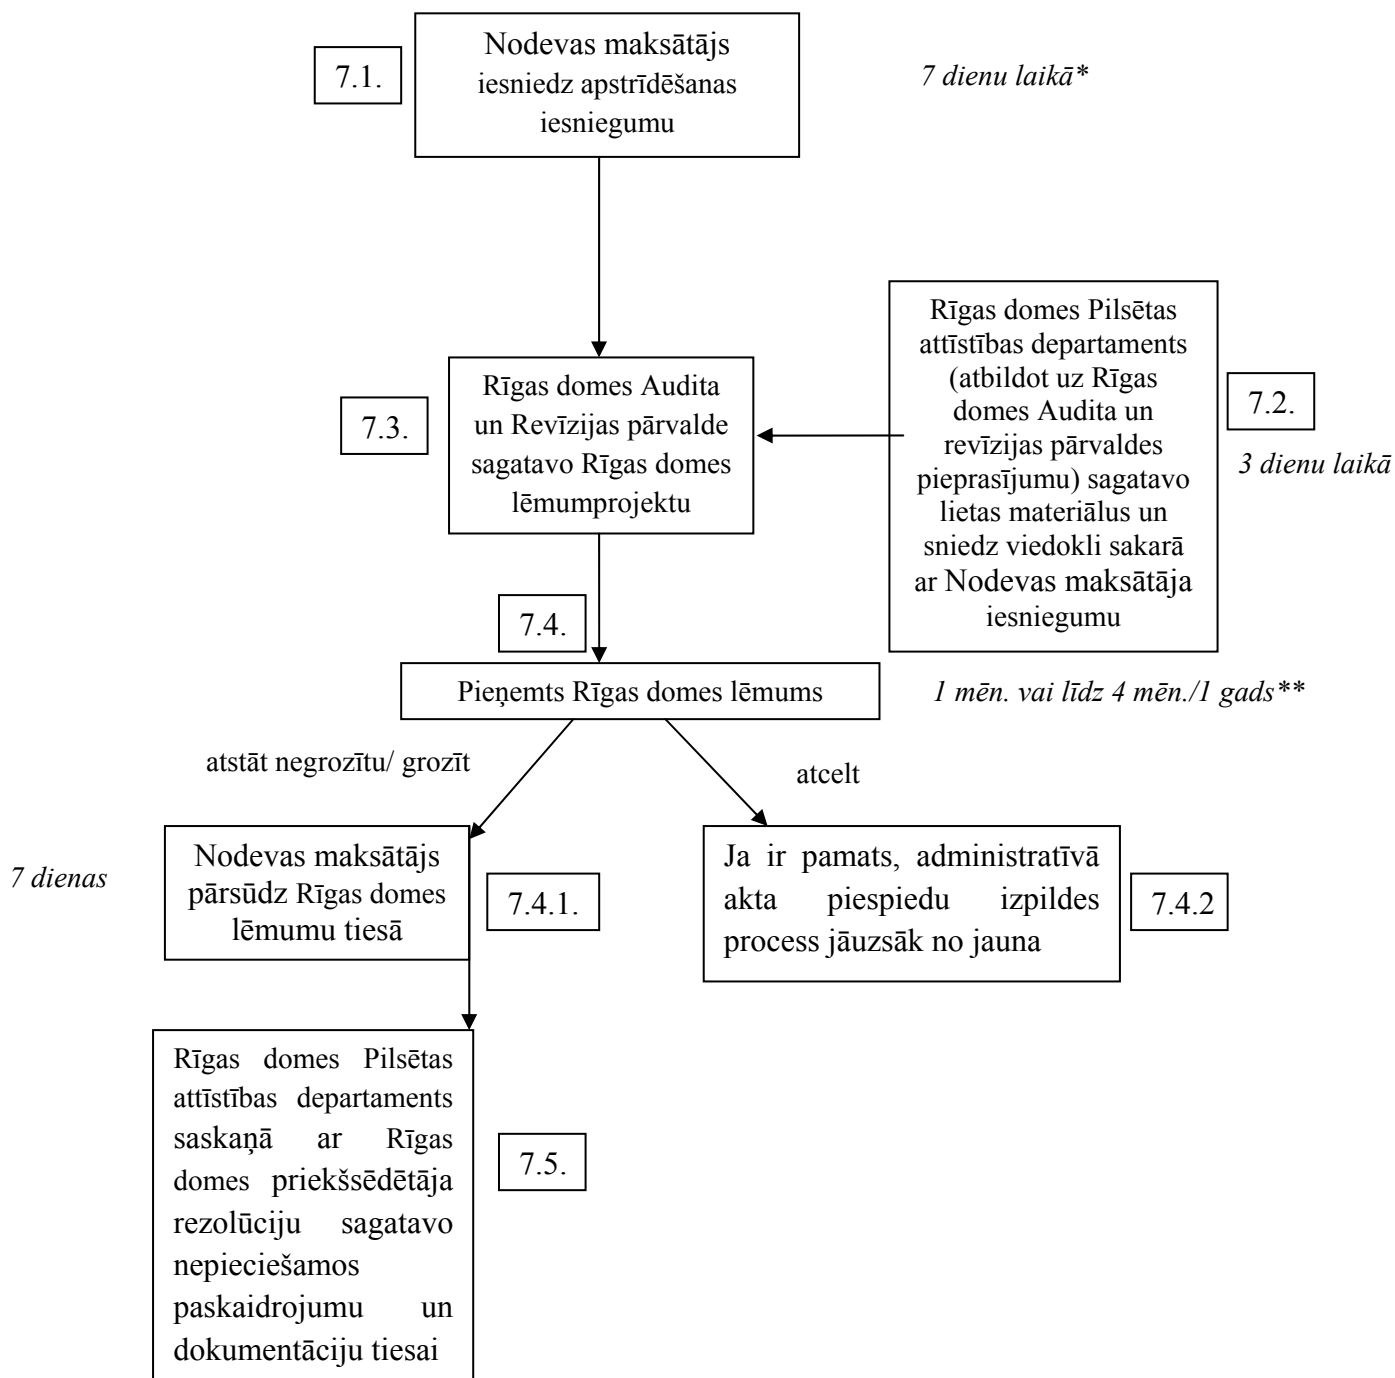 7.1.
Nodevas maksātājs
iesniedz apstrīdēšanas
iesniegumu
7 dienu laikā*
Rīgas domes Pilsētas
attīstības departaments
(atbildot uz Rīgas
domes Audita un
revīzijas pārvaldes
pieprasījumu) sagatavo
lietas materiālus un
sniedz viedokli sakarā
ar Nodevas maksātāja
iesniegumu
7.2.
3 dienu laikā
7.3.
Rīgas domes Audita
un Revīzijas pārvalde
sagatavo Rīgas domes
lēmumprojektu
7.4.
Pieņemts Rīgas domes lēmums
1 mēn. vai līdz 4 mēn./1 gads**
atstāt negrozītu/ grozīt
atcelt
7 dienas
Nodevas maksātājs
pārsūdz Rīgas domes
lēmumu tiesā
7.4.1.
Ja ir pamats, administratīvā
akta piespiedu izpildes
process jāuzsāk no jauna
7.4.2
Rīgas domes Pilsētas
attīstības departaments
saskaņā ar Rīgas
domes priekšsēdētāja
rezolūciju sagatavo
nepieciešamos
paskaidrojumu un
dokumentāciju tiesai
7.5.